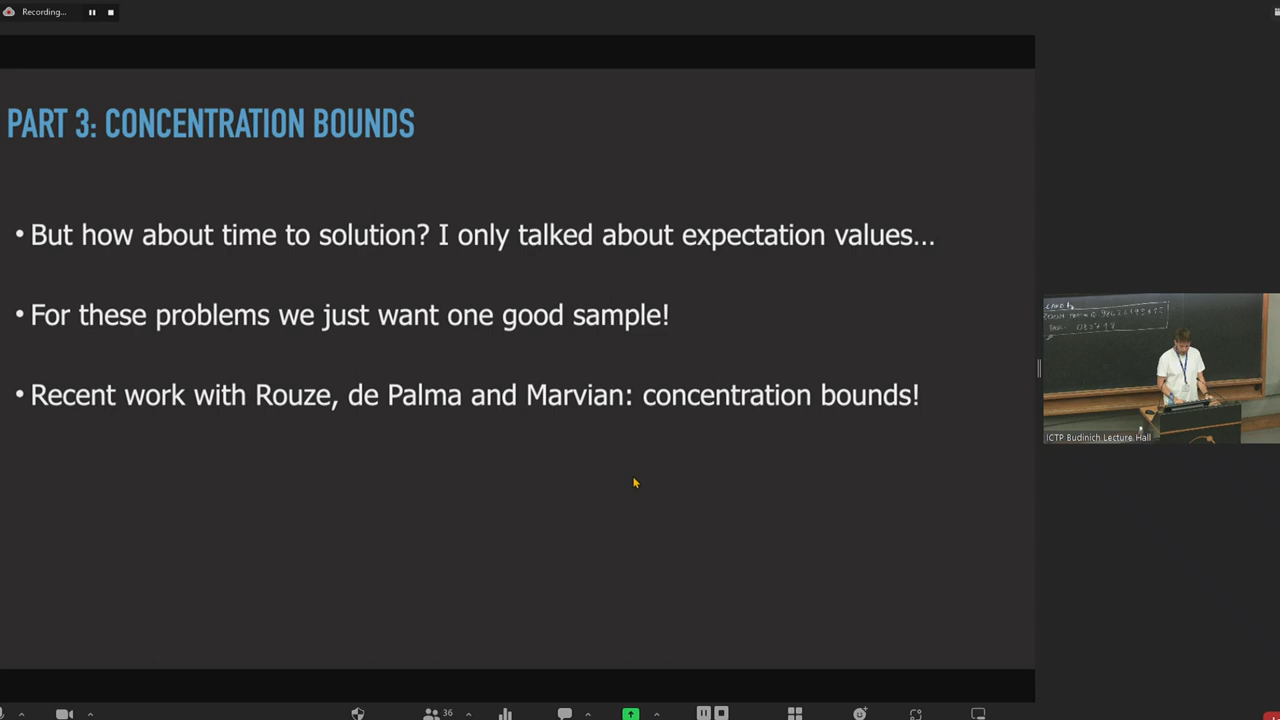 Recording...
PART 3: CONCENTRATION BOUNDS
• But how about time to solution? I only talked about expectation values...
• For these problems we just want one good sample!
• Recent work with Rouze, de Palma and Marvian: concentration bounds!
ICTP Budinich Lecture Hall
36